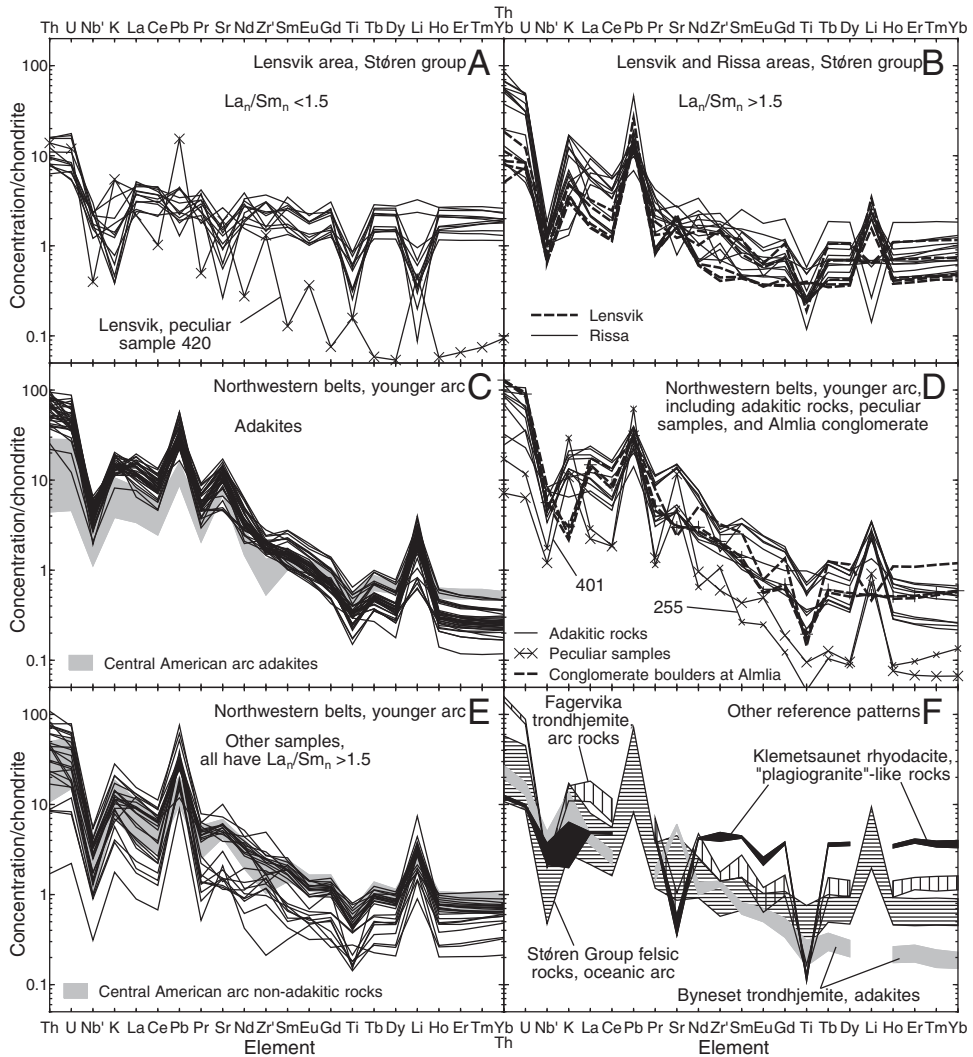 Th
Th U Nb' K La Ce Pb Pr Sr Nd Zr' Sm Eu Gd Ti Tb Dy Li Ho Er Tm Yb U Nb' K La Ce Pb Pr Sr Nd Zr' Sm Eu Gd Ti Tb Dy Li Ho Er Tm Yb
A
Lensvik area, Støren group
La_n/Sm_n <1.5
Lensvik, peculiar
sample 420
100
10
1
0.1
Concentration/chondrite
B
Lensvik and Rissa areas, Støren group
La_n/Sm_n >1.5
Lensvik
Rissa
C
Northwestern belts, younger arc
Adakites
Central American arc adakites
100
10
1
0.1
Concentration/chondrite
D
Northwestern belts, younger arc,
including adakitic rocks, peculiar
samples, and Almlia conglomerate
401
255
Adakitic rocks
Peculiar samples
Conglomerate boulders at Almlia
E
Northwestern belts, younger arc
Other samples,
all have La_n/Sm_n >1.5
Central American arc non-adakitic rocks
100
10
1
0.1
Concentration/chondrite
F
Other reference patterns
Fagervika
trondhjemite,
arc rocks
Klemetsaunet rhyodacite,
"plagiogranite"-like rocks
Støren Group felsic
rocks, oceanic arc
Byneset trondhjemite, adakites
Th U Nb' K La Ce Pb Pr Sr Nd Zr' Sm Eu Gd Ti Tb Dy Li Ho Er Tm Yb U Nb' K La Ce Pb Pr Sr Nd Zr' Sm Eu Gd Ti Tb Dy Li Ho Er Tm Yb
Th
Element
Element